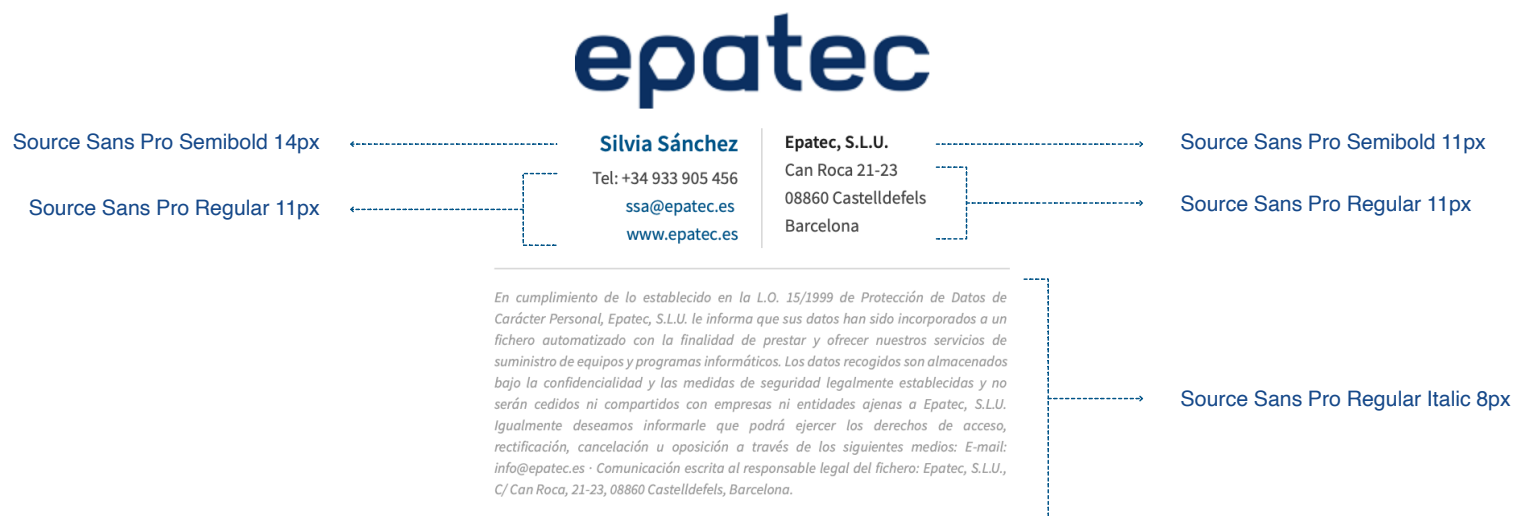 epatec
Source Sans Pro Semibold 14px
Silvia Sánchez
Epatec, S.L.U.
Source Sans Pro Semibold 11px
Tel: +34 933 905 456
Can Roca 21-23
Source Sans Pro Regular 11px
ssa@epatec.es
08860 Castelldefels
Source Sans Pro Regular 11px
www.epatec.es
Barcelona
En cumplimiento de lo establecido en la L.O. 15/1999 de Protección de Datos de
Carácter Personal, Epatec, S.L.U. le informa que sus datos han sido incorporados a un
fichero automatizado con la finalidad de prestar y ofrecer nuestros servicios de
suministro de equipos y programas informáticos. Los datos recogidos son almacenados
bajo la confidencialidad y las medidas de seguridad legalmente establecidas y no
serán cedidos ni compartidos con empresas ni entidades ajenas a Epatec, S.L.U.
Igualmente deseamos informarle que podrá ejercer los derechos de acceso,
rectificación, cancelación u oposición a través de los siguientes medios: E-mail:
info@epatec.es · Comunicación escrita al responsable legal del fichero: Epatec, S.L.U.,
C/ Can Roca, 21-23, 08860 Castelldefels, Barcelona.
Source Sans Pro Regular Italic 8px